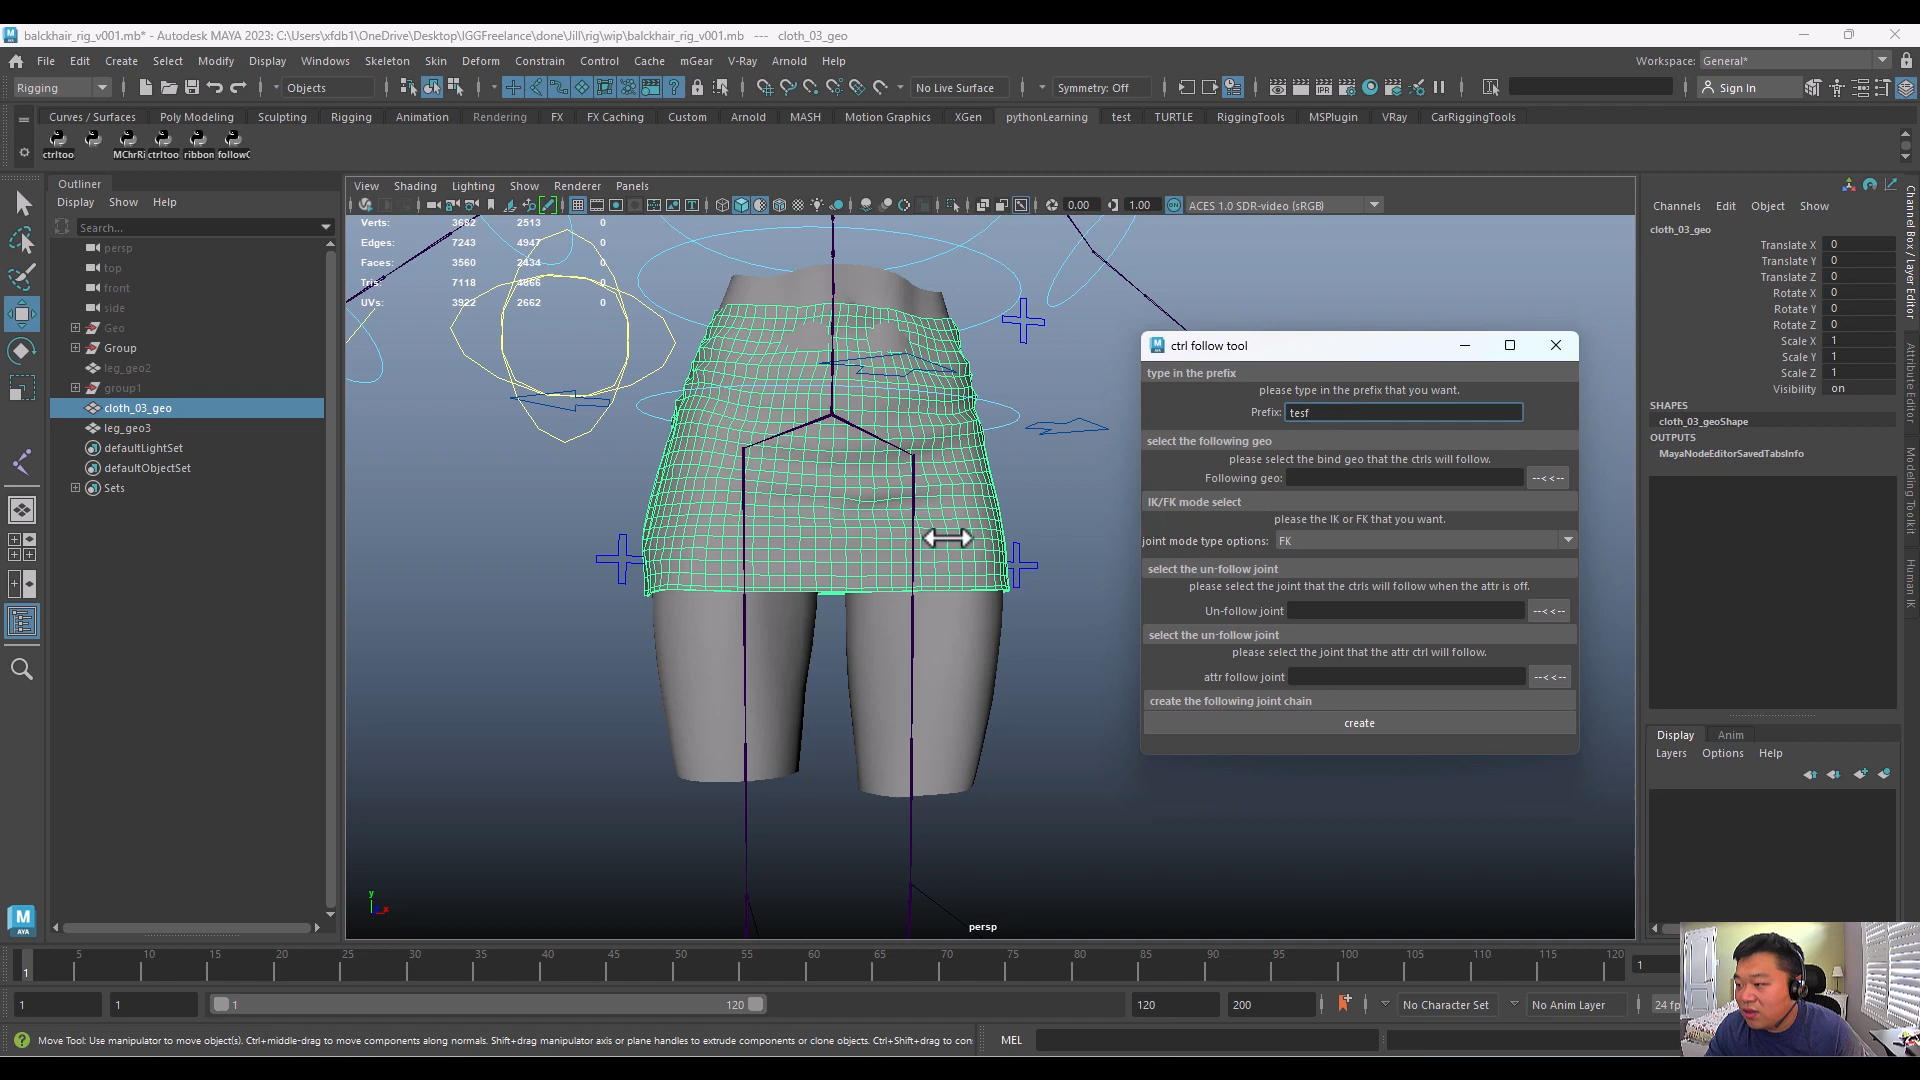 balckhair_rig_v001.mb* - Autodesk MAYA 2023: C:\Users\xfdb1\OneDrive\Desktop\IGGFreelance\done\Jill\rig\wip\balckhair_rig_v001.mb --- cloth_03_geo
File Edit Create Select Modify Display Windows Skeleton Skin Deform Constrain Control Cache mGear V-Ray Arnold Help
Workspace: General*
Rigging
Objects
No Live Surface
Symmetry: Off
IPR
Sign In
Curves / Surfaces Poly Modeling Sculpting Rigging Animation Rendering FX FX Caching Custom Arnold MASH Motion Graphics XGen pythonLearning test TURTLE RiggingTools MSPlugin VRay CarRiggingTools
ctrltoo MChrRi ctrltoo ribbon followC
Outliner
Display Show Help
Search...
persp
top
front
side
Geo
Group
leg_geo2
group1
cloth_03_geo
leg_geo3
defaultLightSet
defaultObjectSet
Sets
View Shading Lighting Show Renderer Panels
0.00
1.00
ACES 1.0 SDR-video (sRGB)
Verts: 3682 2513 0
Edges: 7243 4947 0
Faces: 3560 2434 0
Tris: 7118 4866 0
UVs: 3922 2662 0
y
x
persp
ctrl follow tool
type in the prefix
please type in the prefix that you want.
Prefix: tesf
select the following geo
please select the bind geo that the ctrls will follow.
Following geo: --<<--
IK/FK mode select
please the IK or FK that you want.
joint mode type options: FK
select the un-follow joint
please select the joint that the ctrls will follow when the attr is off.
Un-follow joint --<<--
select the un-follow joint
please select the joint that the attr ctrl will follow.
attr follow joint --<<--
create the following joint chain
create
Channels Edit Object Show
cloth_03_geo
Translate X 0
Translate Y 0
Translate Z 0
Rotate X 0
Rotate Y 0
Rotate Z 0
Scale X 1
Scale Y 1
Scale Z 1
Visibility on
SHAPES
cloth_03_geoShape
OUTPUTS
MayaNodeEditorSavedTabsInfo
Display Anim
Layers Options Help
Channel Box / Layer Editor
Attribute Editor
Modeling Toolkit
Human IK
AYA
1
5 10 15 20 25 30 35 40 45 50 55 60 65 70 75 80 85 90 95 100 105 110 115 120
1
1
1
1
120
120
200
No Character Set
No Anim Layer
24 fp
Move Tool: Use manipulator to move object(s). Ctrl+middle-drag to move components along normals. Shift+drag manipulator axis or plane handles to extrude components or clone objects. Ctrl+Shift+drag to con
MEL